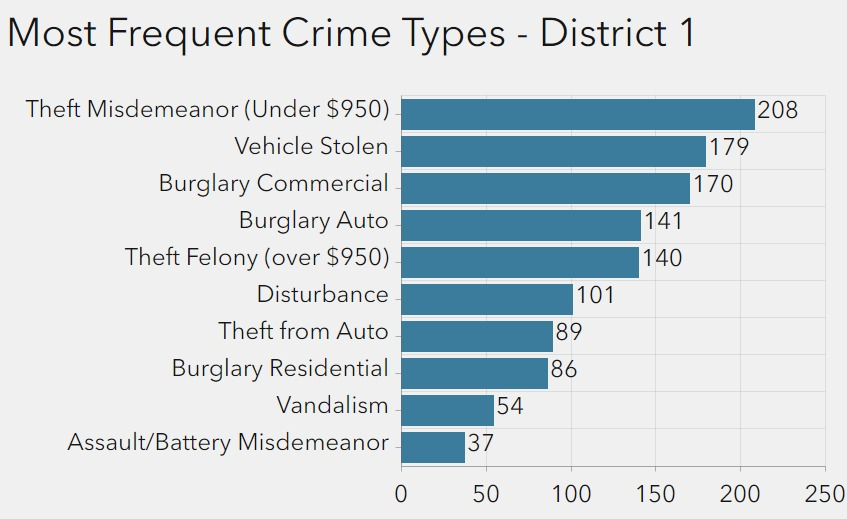 Most Frequent Crime Types - District 1
Theft Misdemeanor (Under $950) 208
Vehicle Stolen 179
Burglary Commercial 170
Burglary Auto 141
Theft Felony (over $950) 140
Disturbance 101
Theft from Auto 89
Burglary Residential 86
Vandalism 54
Assault/Battery Misdemeanor 37
0 50 100 150 200 250